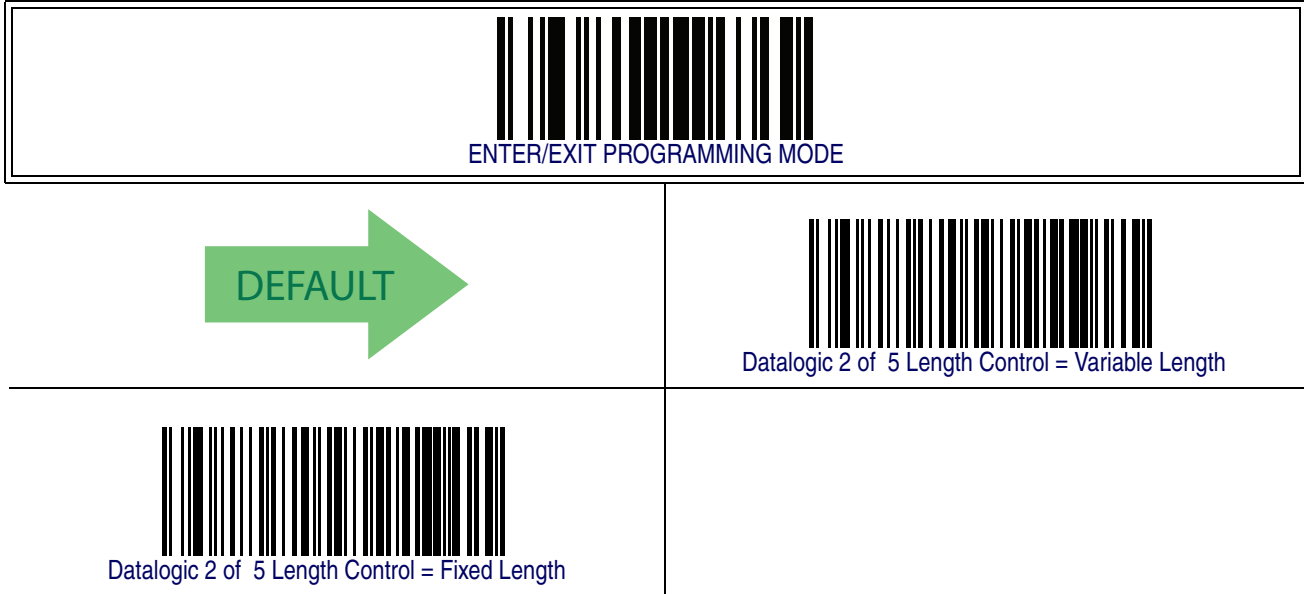 ENTER/EXIT PROGRAMMING MODE
DEFAULT
Datalogic 2 of  5 Length Control = Variable Length
Datalogic 2 of  5 Length Control = Fixed Length